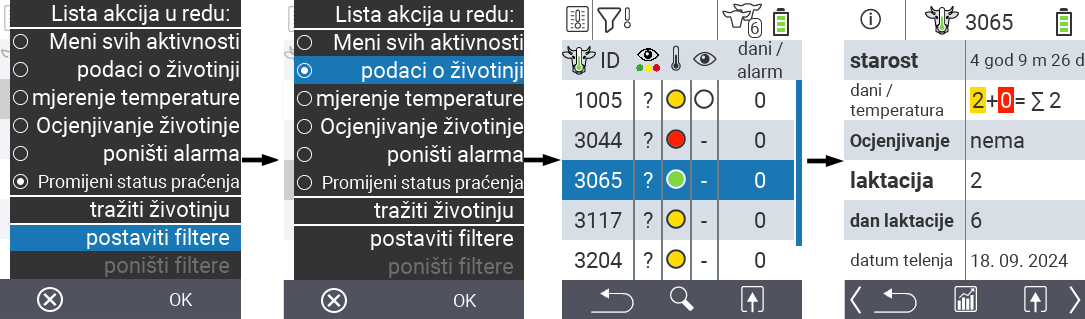 Lista akcija u redu:
Meni svih aktivnosti
podaci o životinji
mjerenje temperature
Ocjenjivanje životinje
poništi alarma
Promijeni status praćenja
tražiti životinju
postaviti filtere
poništi filtere
OK
Lista akcija u redu:
Meni svih aktivnosti
podaci o životinji
mjerenje temperature
Ocjenjivanje životinje
poništi alarma
Promijeni status praćenja
tražiti životinju
postaviti filtere
poništi filtere
OK
6
ID dani / alarm
1005 ? 0
3044 ? - 0
3065 ? - 0
3117 ? - 0
3204 ? - 0
3065
starost 4 god 9 m 26 d
dani / temperatura 2+0= ∑ 2
Ocjenjivanje nema
laktacija 2
dan laktacije 6
datum telenja 18. 09. 2024